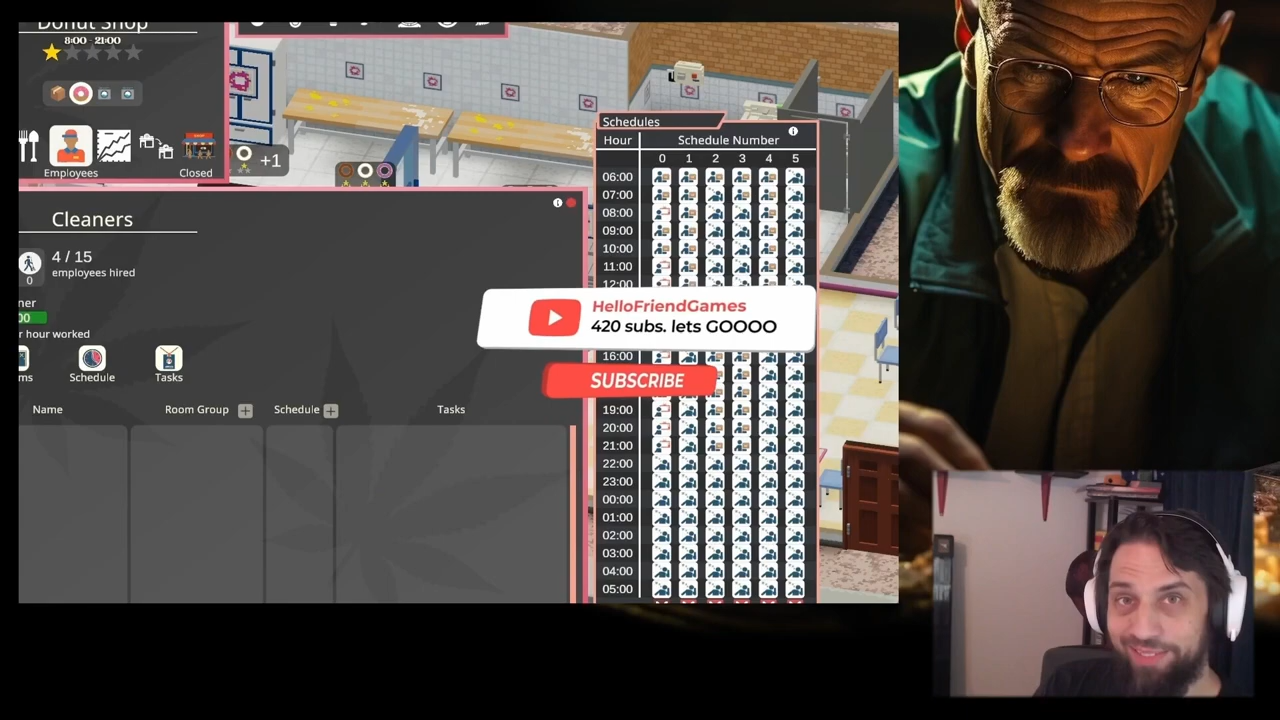 Donut Shop
8:00 - 21:00
+1
Employees
Closed
Cleaners
4 / 15
employees hired
0
ner
00
r hour worked
ms
Schedule
Tasks
Name
Room Group
Schedule
Tasks
Schedules
Hour
Schedule Number
0 1 2 3 4 5
06:00
07:00
08:00
09:00
10:00
11:00
12:00
HelloFriendGames
420 subs. lets GOOOO
16:00
SUBSCRIBE
19:00
20:00
21:00
22:00
23:00
00:00
01:00
02:00
03:00
04:00
05:00